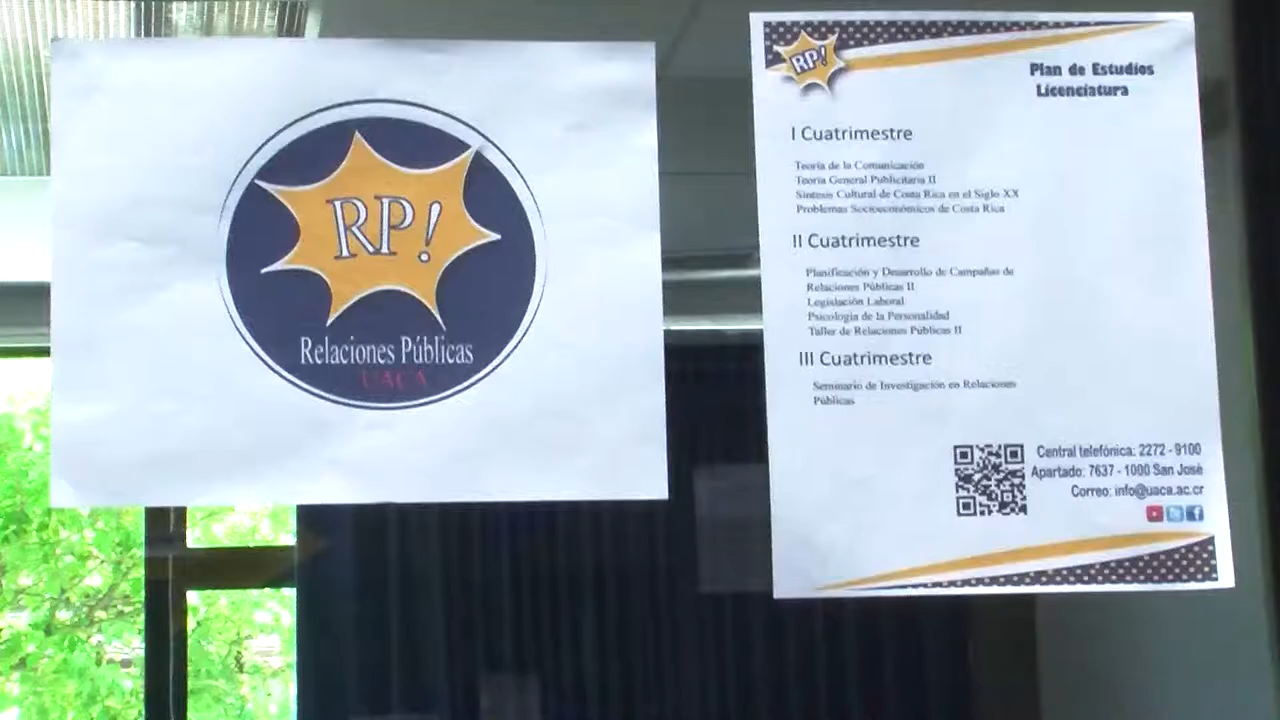 RP!
Relaciones Públicas
UACA
RP!
Plan de Estudios
Licenciatura
I Cuatrimestre
Teoría de la Comunicación
Teoría General Publicitaria II
Síntesis Cultural de Costa Rica en el Siglo XX
Problemas Socioeconómicos de Costa Rica
II Cuatrimestre
Planificación y Desarrollo de Campañas de
Relaciones Públicas II
Legislación Laboral
Psicología de la Personalidad
Taller de Relaciones Públicas II
III Cuatrimestre
Seminario de Investigación en Relaciones
Públicas
Central telefónica: 2272 - 9100
Apartado: 7637 - 1000 San José
Correo: info@uaca.ac.cr